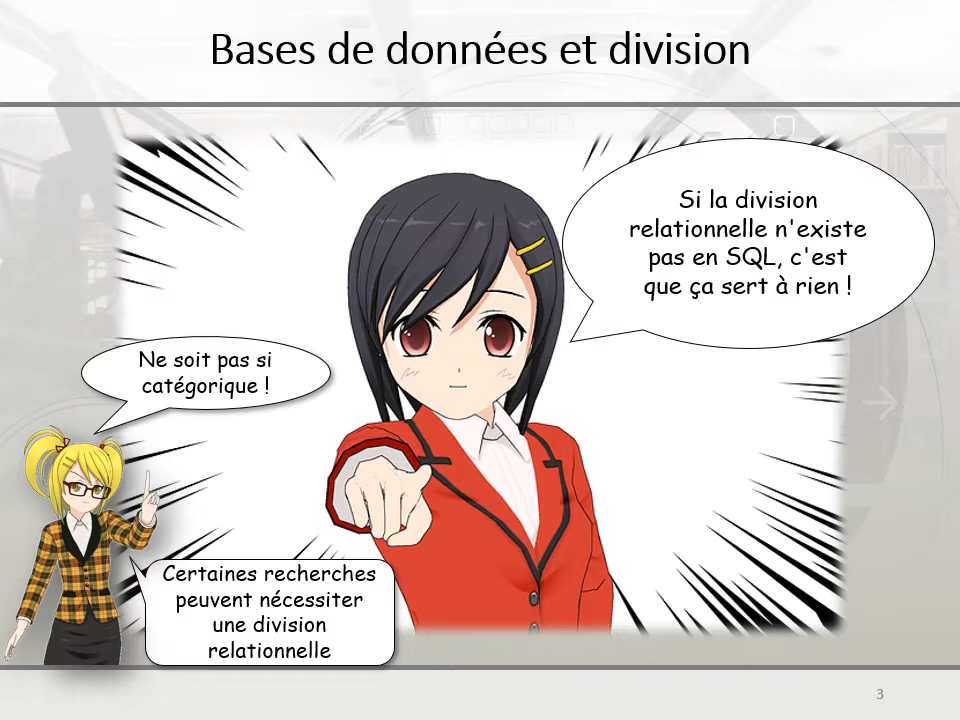 Bases de données et division
Si la division
relationnelle n'existe
pas en SQL, c'est
que ça sert à rien !
Ne soit pas si
catégorique !
Certaines recherches
peuvent nécessiter
une division
relationnelle
3